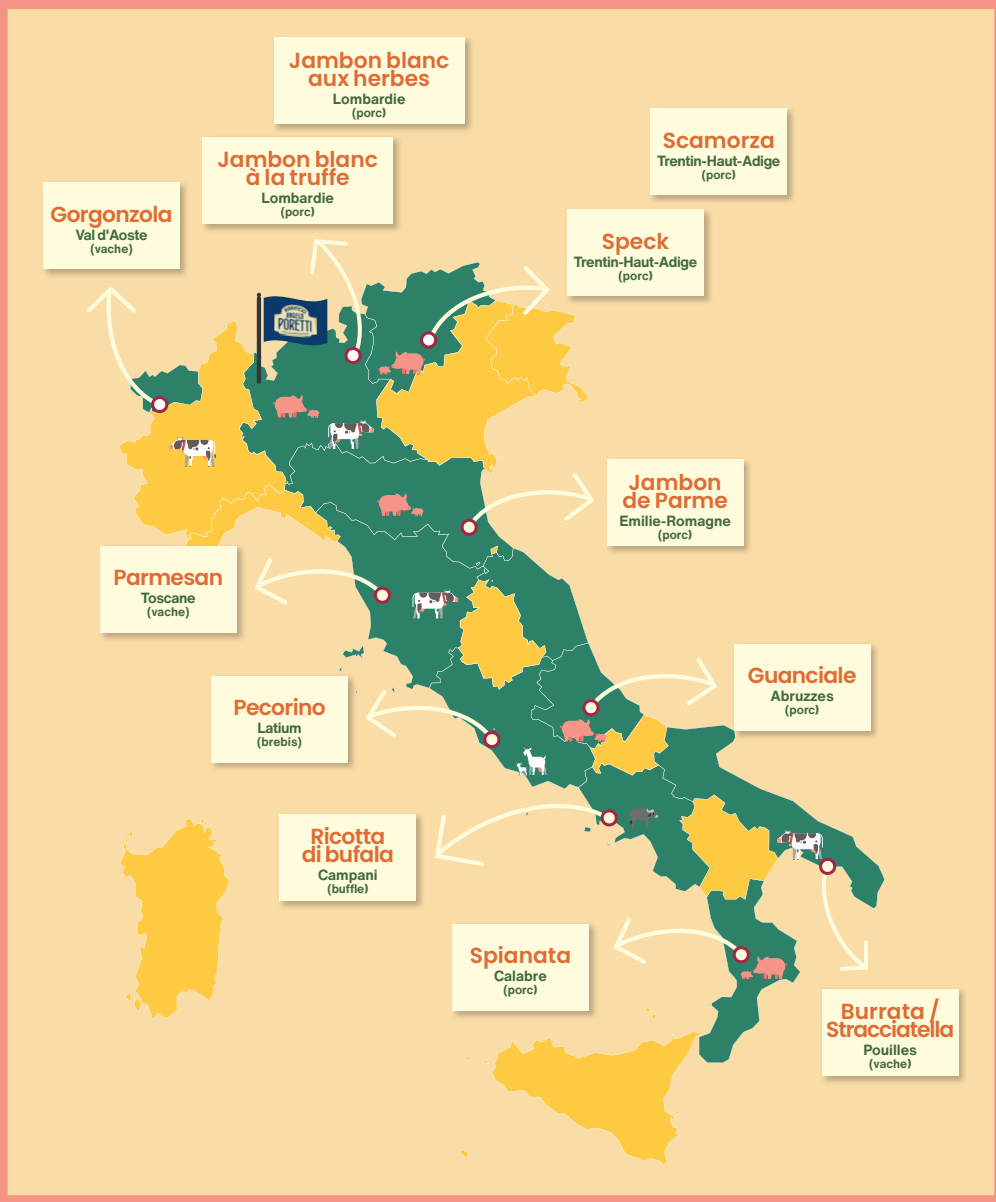 Jambon blanc
aux herbes
Lombardie
(porc)
Scamorza
Trentin-Haut-Adige
(porc)
Jambon blanc
à la truffe
Lombardie
(porc)
Gorgonzola
Val d'Aoste
(vache)
Speck
Trentin-Haut-Adige
(porc)
BIRRIFICIO
ANGELO
PORETTI
Jambon
de Parme
Emilie-Romagne
(porc)
Parmesan
Toscane
(vache)
Guanciale
Abruzzes
(porc)
Pecorino
Latium
(brebis)
Ricotta
di bufala
Campani
(buffle)
Spianata
Calabre
(porc)
Burrata /
Stracciatella
Pouilles
(vache)